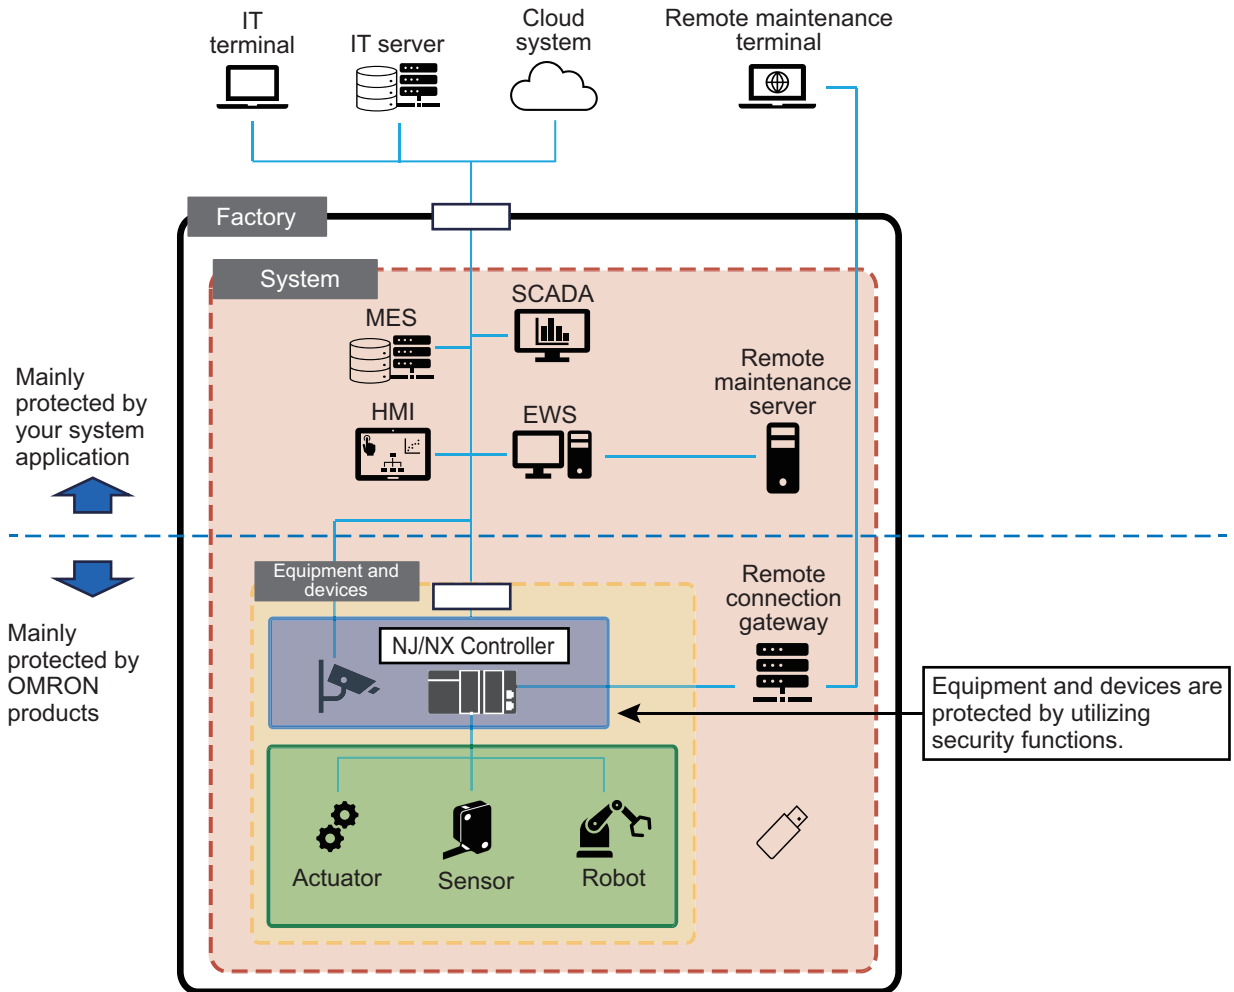 IT
terminal
IT server
Cloud
system
Remote maintenance
terminal
Factory
System
SCADA
MES
Remote
maintenance
server
HMI
EWS
Mainly
protected by
your system
application
Equipment and
devices
Remote
connection
gateway
NJ/NX Controller
Mainly
protected by
OMRON
products
Equipment and devices are
protected by utilizing
security functions.
Actuator
Sensor
Robot